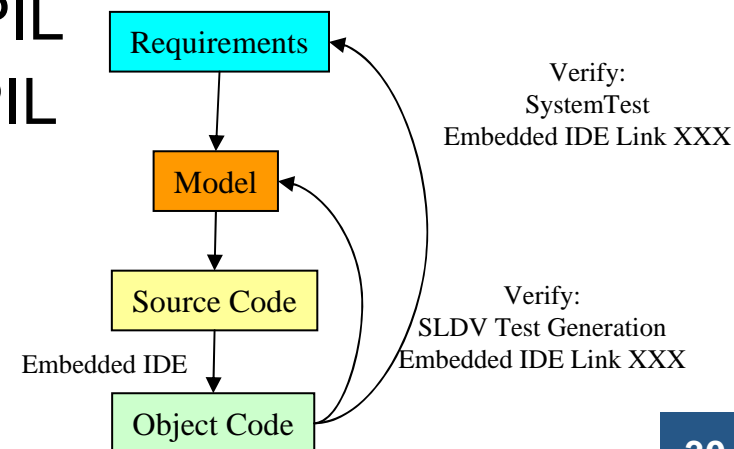 PIL
PIL
Requirements
Verify:
SystemTest
Embedded IDE Link XXX
Model
Source Code
Verify:
SLDV Test Generation
Embedded IDE Link XXX
Embedded IDE
Object Code